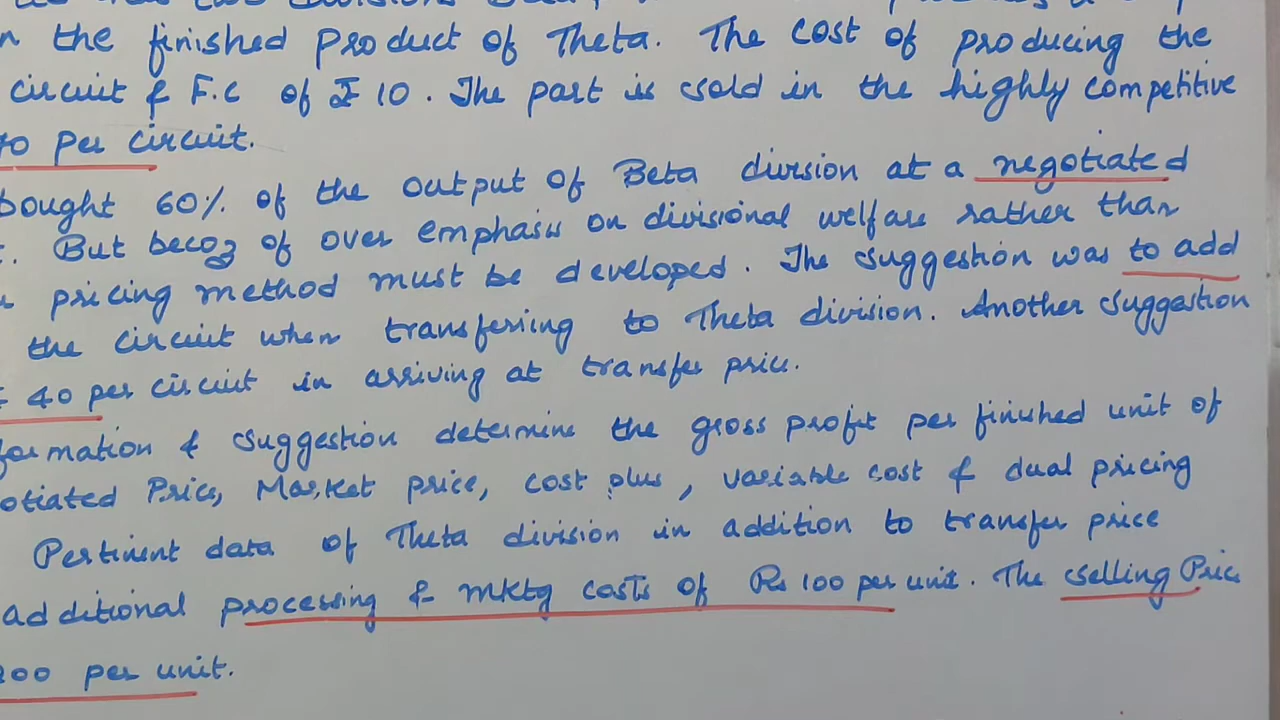 the finished product of Theta. The cost of producing the
circuit & F.C of ₹ 10. The part is sold in the highly competitive
70 per circuit.
bought 60% of the output of Beta division at a negotiated
But becoz of over emphasis on divisional welfare rather than
pricing method must be developed. The suggestion was to add
the circuit when transferring to Theta division. Another suggestion
₹ 40 per circuit in arriving at transfer price.
formation & suggestion determine the gross profit per finished unit of
otiated Price, Market price, cost plus, variable cost & dual pricing
Pertinent data of Theta division in addition to transfer price
additional processing & mktg costs of Rs 100 per unit. The selling Price
200 per unit.